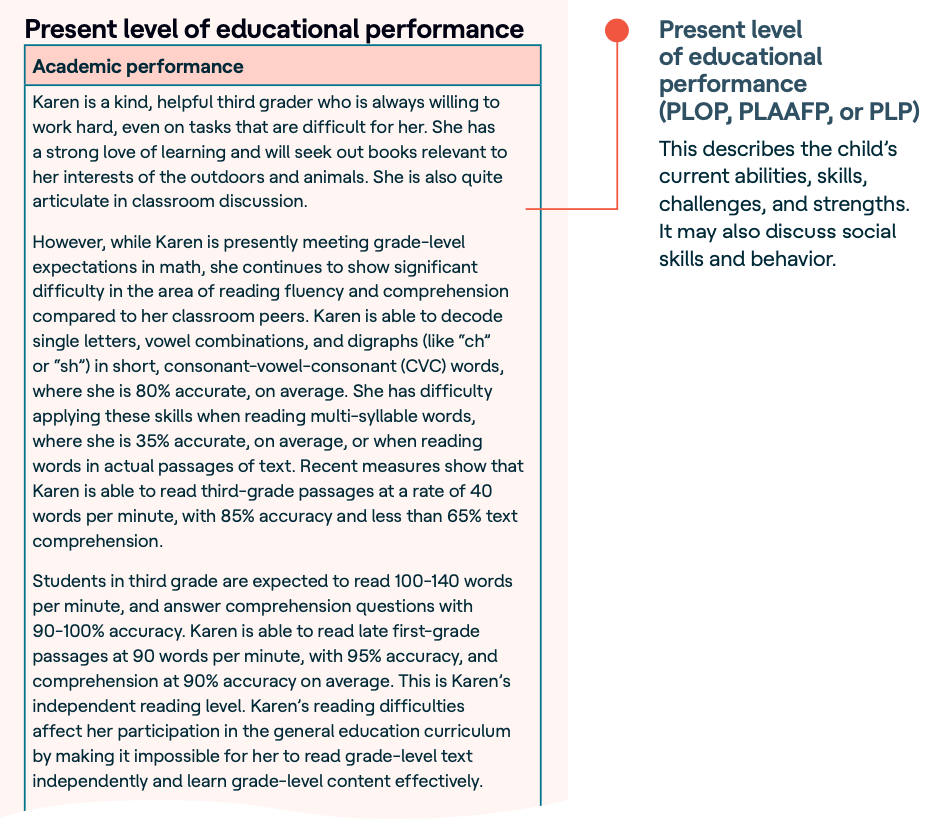 Present level of educational performance
Academic performance
Karen is a kind, helpful third grader who is always willing to
work hard, even on tasks that are difficult for her. She has
a strong love of learning and will seek out books relevant to
her interests of the outdoors and animals. She is also quite
articulate in classroom discussion.
However, while Karen is presently meeting grade-level
expectations in math, she continues to show significant
difficulty in the area of reading fluency and comprehension
compared to her classroom peers. Karen is able to decode
single letters, vowel combinations, and digraphs (like “ch”
or “sh”) in short, consonant-vowel-consonant (CVC) words,
where she is 80% accurate, on average. She has difficulty
applying these skills when reading multi-syllable words,
where she is 35% accurate, on average, or when reading
words in actual passages of text. Recent measures show that
Karen is able to read third-grade passages at a rate of 40
words per minute, with 85% accuracy and less than 65% text
comprehension.
Students in third grade are expected to read 100-140 words
per minute, and answer comprehension questions with
90-100% accuracy. Karen is able to read late first-grade
passages at 90 words per minute, with 95% accuracy, and
comprehension at 90% accuracy on average. This is Karen’s
independent reading level. Karen’s reading difficulties
affect her participation in the general education curriculum
by making it impossible for her to read grade-level text
independently and learn grade-level content effectively.
Present level
of educational
performance
(PLOP, PLAAFP, or PLP)
This describes the child’s
current abilities, skills,
challenges, and strengths.
It may also discuss social
skills and behavior.